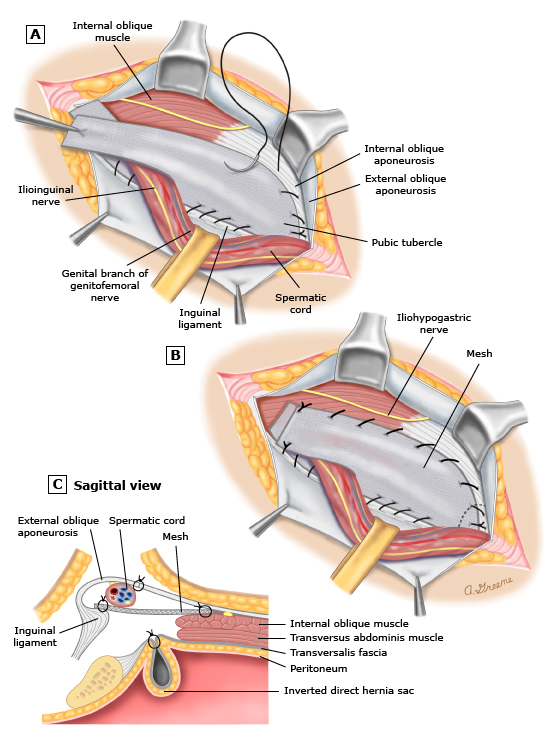 A
Internal oblique
muscle
Internal oblique
aponeurosis
External oblique
aponeurosis
Ilioinguinal
nerve
Pubic tubercle
Genital branch of
genitofemoral
nerve
Inguinal
ligament
Spermatic
cord
B
Iliohypogastric
nerve
Mesh
C Sagittal view
External oblique
aponeurosis
Spermatic cord
Mesh
Inguinal
ligament
Internal oblique muscle
Transversus abdominis muscle
Transversalis fascia
Peritoneum
Inverted direct hernia sac
A. Greene